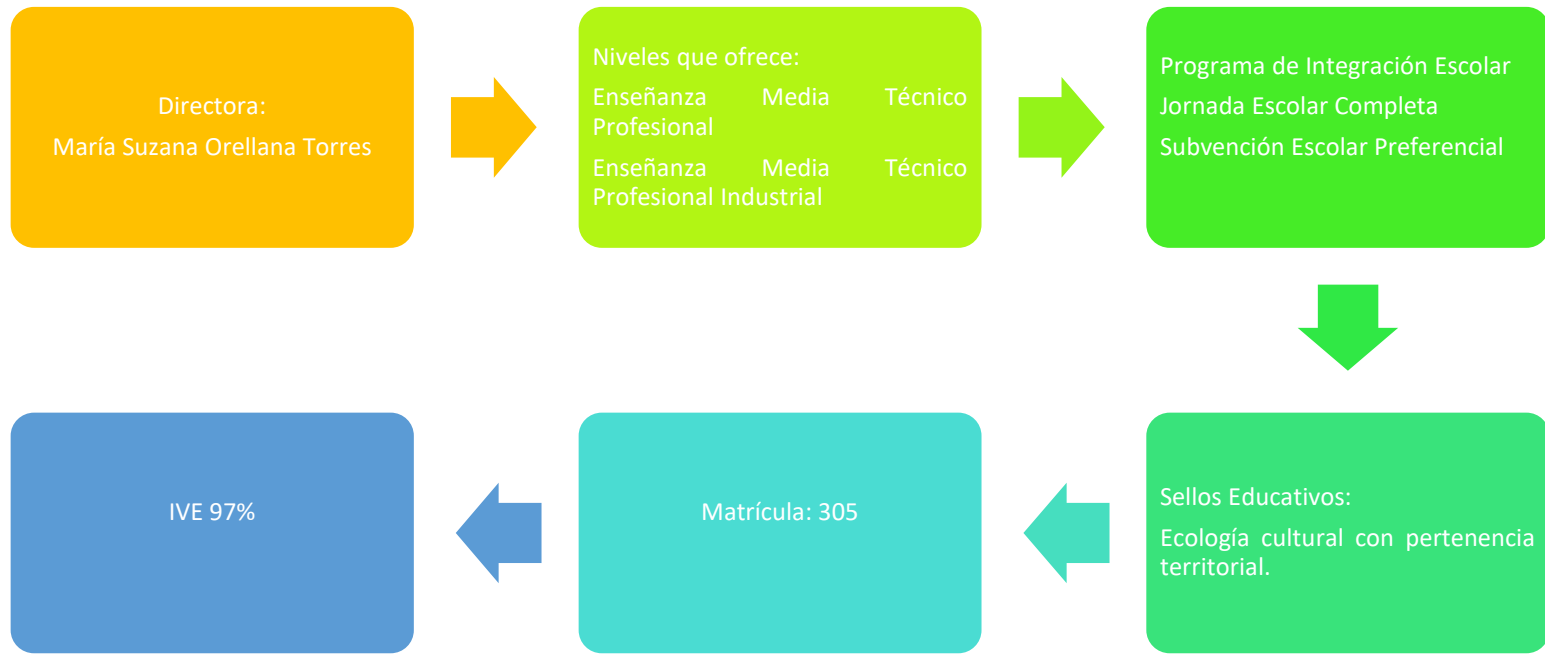 Directora:
María Suzana Orellana Torres
Niveles que ofrece:
Enseñanza Media Técnico
Profesional
Enseñanza Media Técnico
Profesional Industrial
Programa de Integración Escolar
Jornada Escolar Completa
Subvención Escolar Preferencial
Sellos Educativos:
Ecología cultural con pertenencia
territorial.
Matrícula: 305
IVE 97%